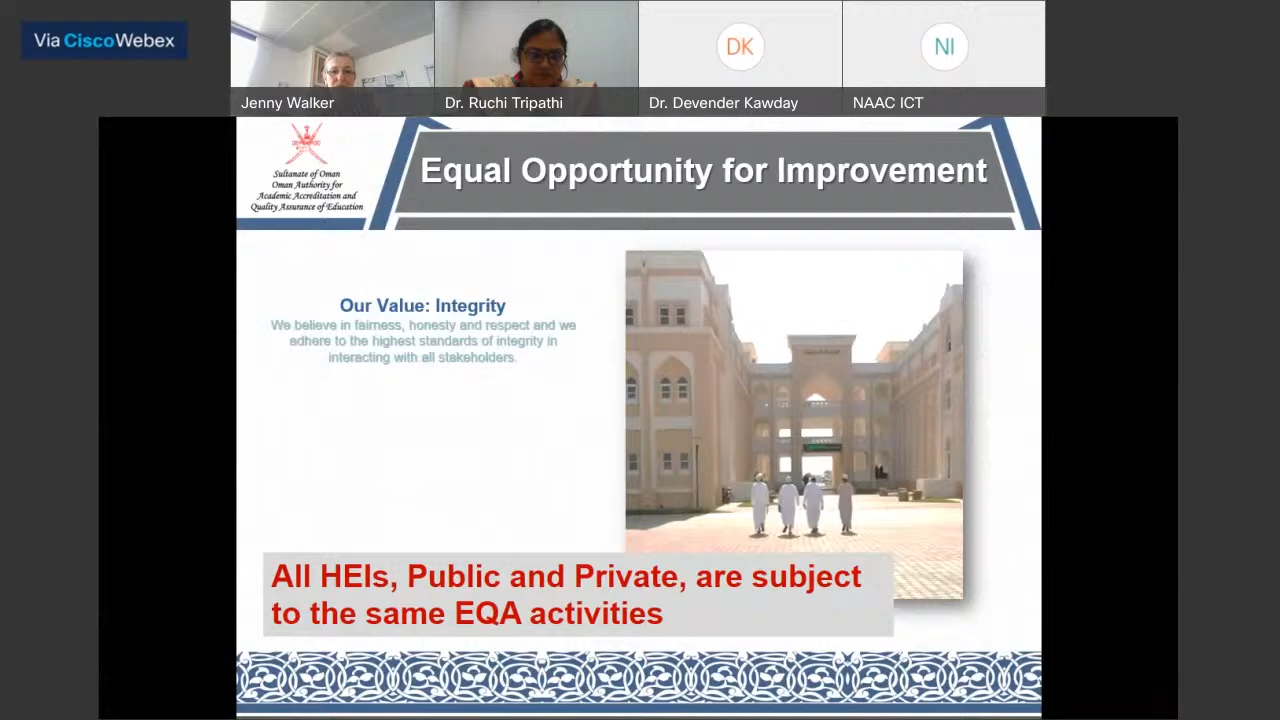 Via Cisco Webex
DK
NI
Jenny Walker
Dr. Ruchi Tripathi
Dr. Devender Kawday
NAAC ICT
Sultanate of Oman
Oman Authority for
Academic Accreditation and
Quality Assurance of Education
Equal Opportunity for Improvement
Our Value: Integrity
We believe in fairness, honesty and respect and we
adhere to the highest standards of integrity in
interacting with all stakeholders.
All HEIs, Public and Private, are subject
to the same EQA activities